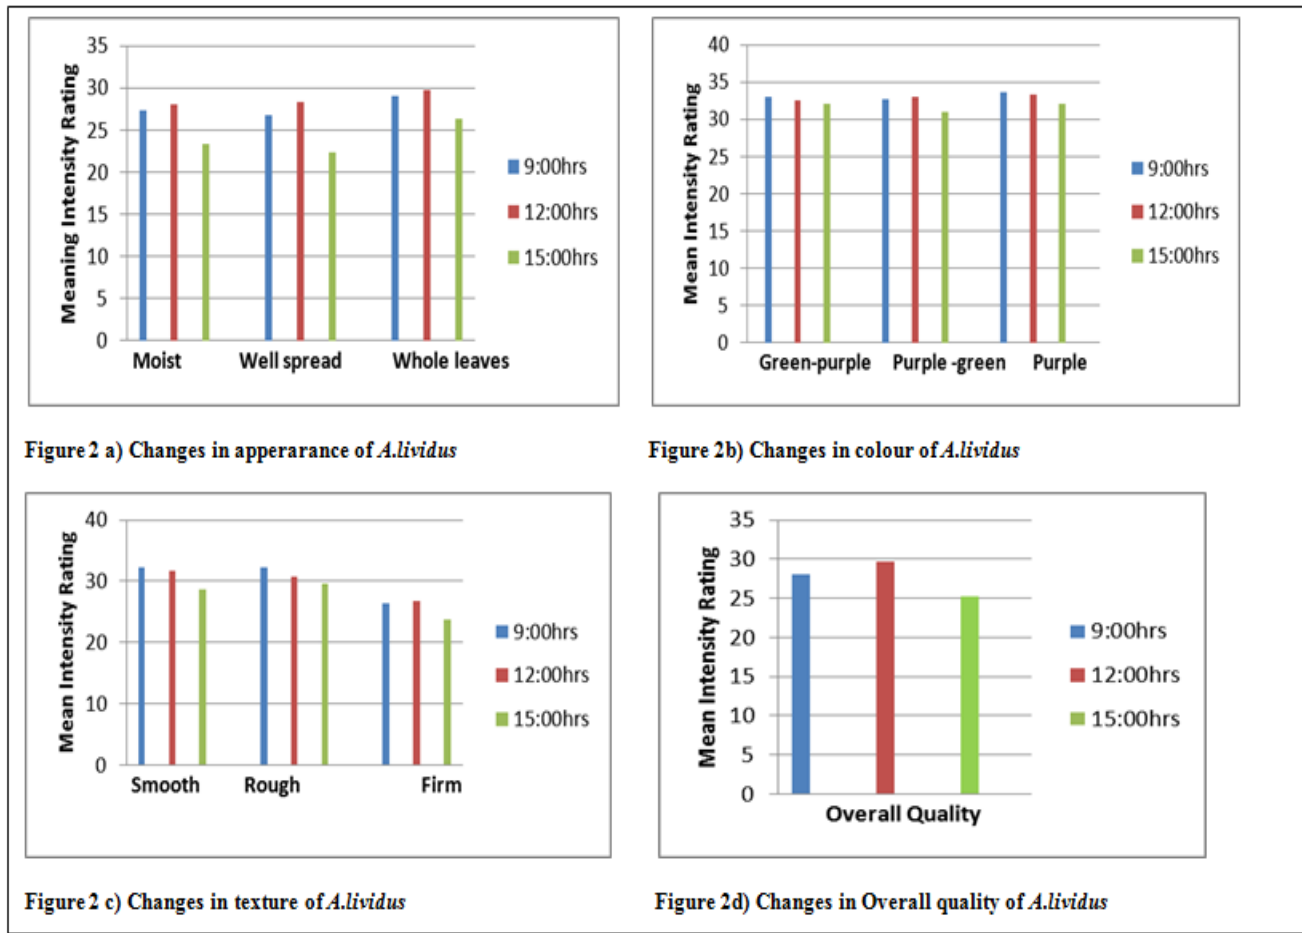 35
30
25
20
15
10
5
0
Meaning Intensity Rating
Moist Well spread Whole leaves
9:00hrs
12:00hrs
15:00hrs
Figure 2 a) Changes in apperarance of A.lividus
40
35
30
25
20
15
10
5
0
Mean Intensity Rating
Green-purple Purple -green Purple
9:00hrs
12:00hrs
15:00hrs
Figure 2b) Changes in colour of A.lividus
40
30
20
10
0
Mean Intensity Rating
Smooth Rough Firm
9:00hrs
12:00hrs
15:00hrs
Figure 2 c) Changes in texture of A.lividus
35
30
25
20
15
10
5
0
Mean Intensity Rating
Overall Quality
9:00hrs
12:00hrs
15:00hrs
Figure 2d) Changes in Overall quality of A.lividus